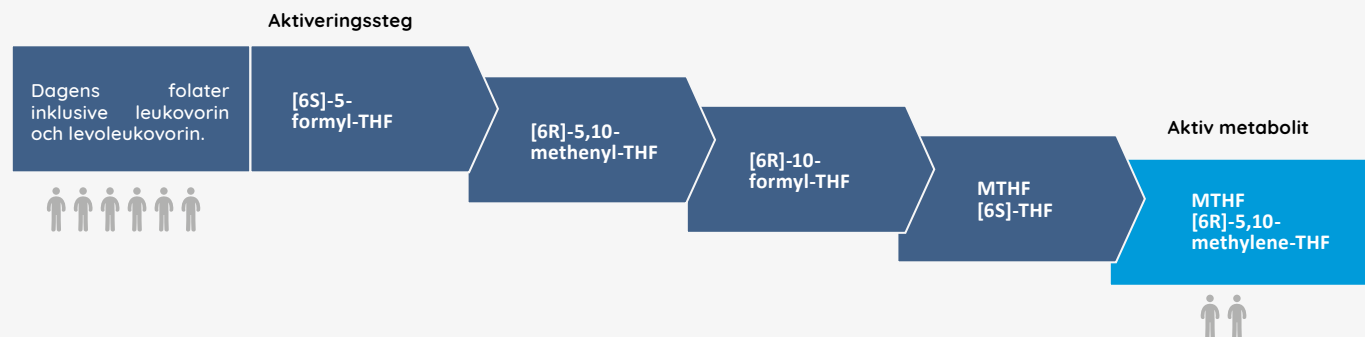 Aktiveringssteg
Dagens folater
inklusive leukovorin
och levoleukovorin.
[6S]-5-
formyl-THF
[6R]-5,10-
methenyl-THF
[6R]-10-
formyl-THF
MTHF
[6S]-THF
Aktiv metabolit
MTHF
[6R]-5,10-
methylene-THF